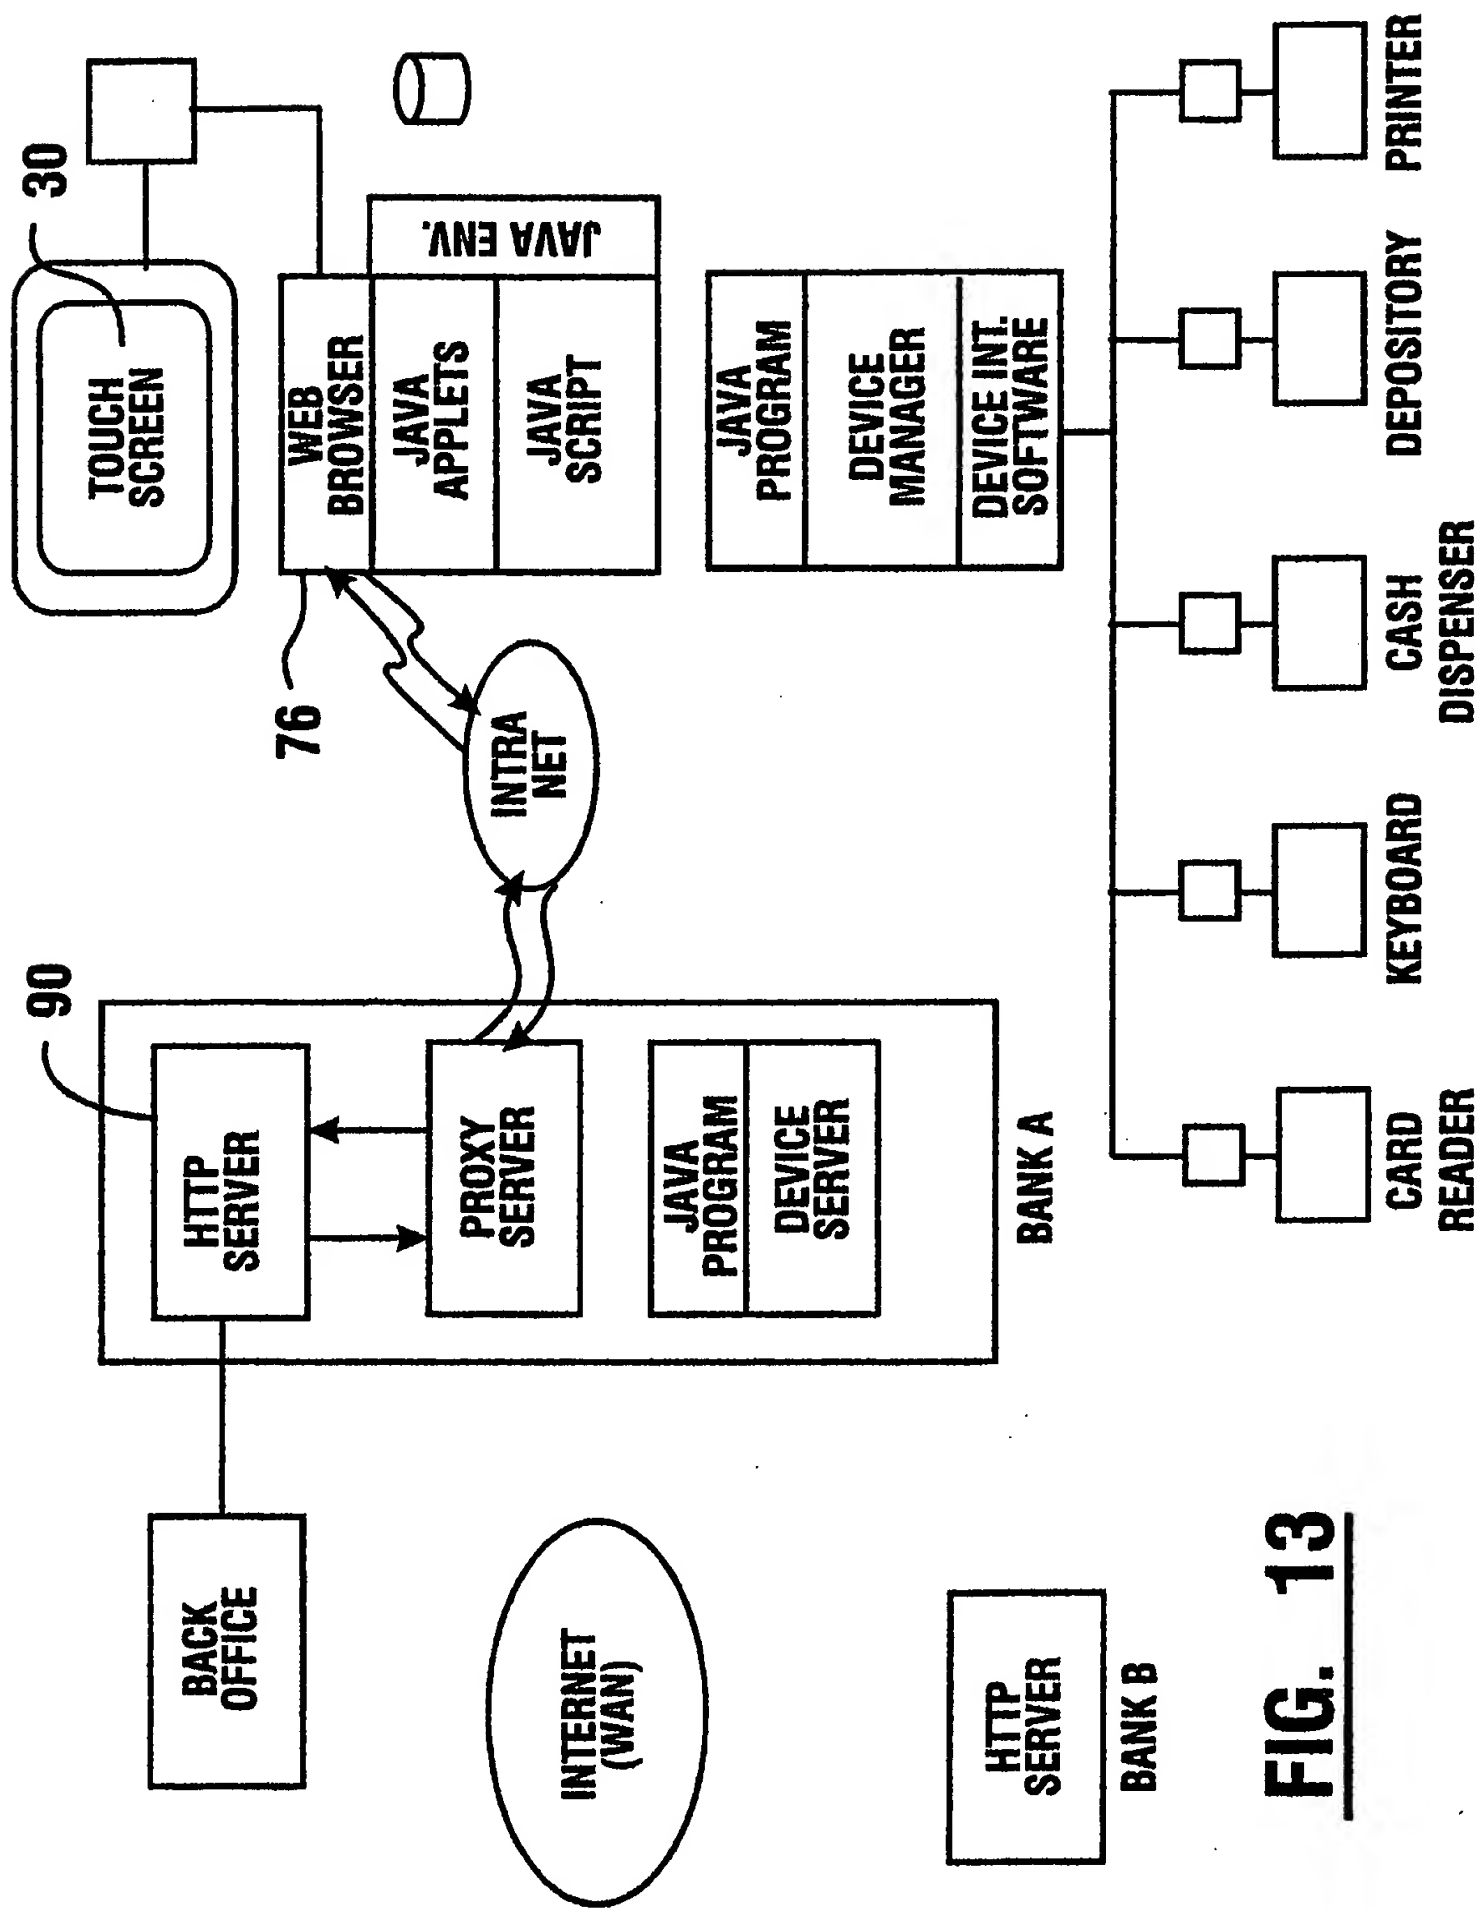 30
TOUCH
SCREEN
90
76
BACK
OFFICE
HTTP
SERVER
WEB
BROWSER
JAVA
APPLETS
JAVA
SCRIPT
JAVA ENV.
PROXY
SERVER
INTRA
NET
INTERNET
(WAN)
JAVA
PROGRAM
DEVICE
SERVER
BANK A
JAVA
PROGRAM
DEVICE
MANAGER
DEVICE INT.
SOFTWARE
HTTP
SERVER
BANK B
CARD
READER
KEYBOARD
CASH
DISPENSER
DEPOSITORY
PRINTER
FIG. 13